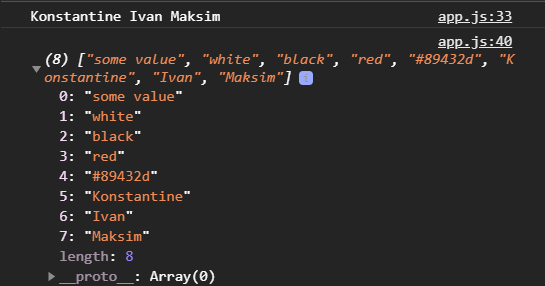 Konstantine Ivan Maksim app.js:33
app.js:40
(8) ["some value", "white", "black", "red", "#89432d", "K
onstantine", "Ivan", "Maksim"] i
0: "some value"
1: "white"
2: "black"
3: "red"
4: "#89432d"
5: "Konstantine"
6: "Ivan"
7: "Maksim"
length: 8
__proto__: Array(0)